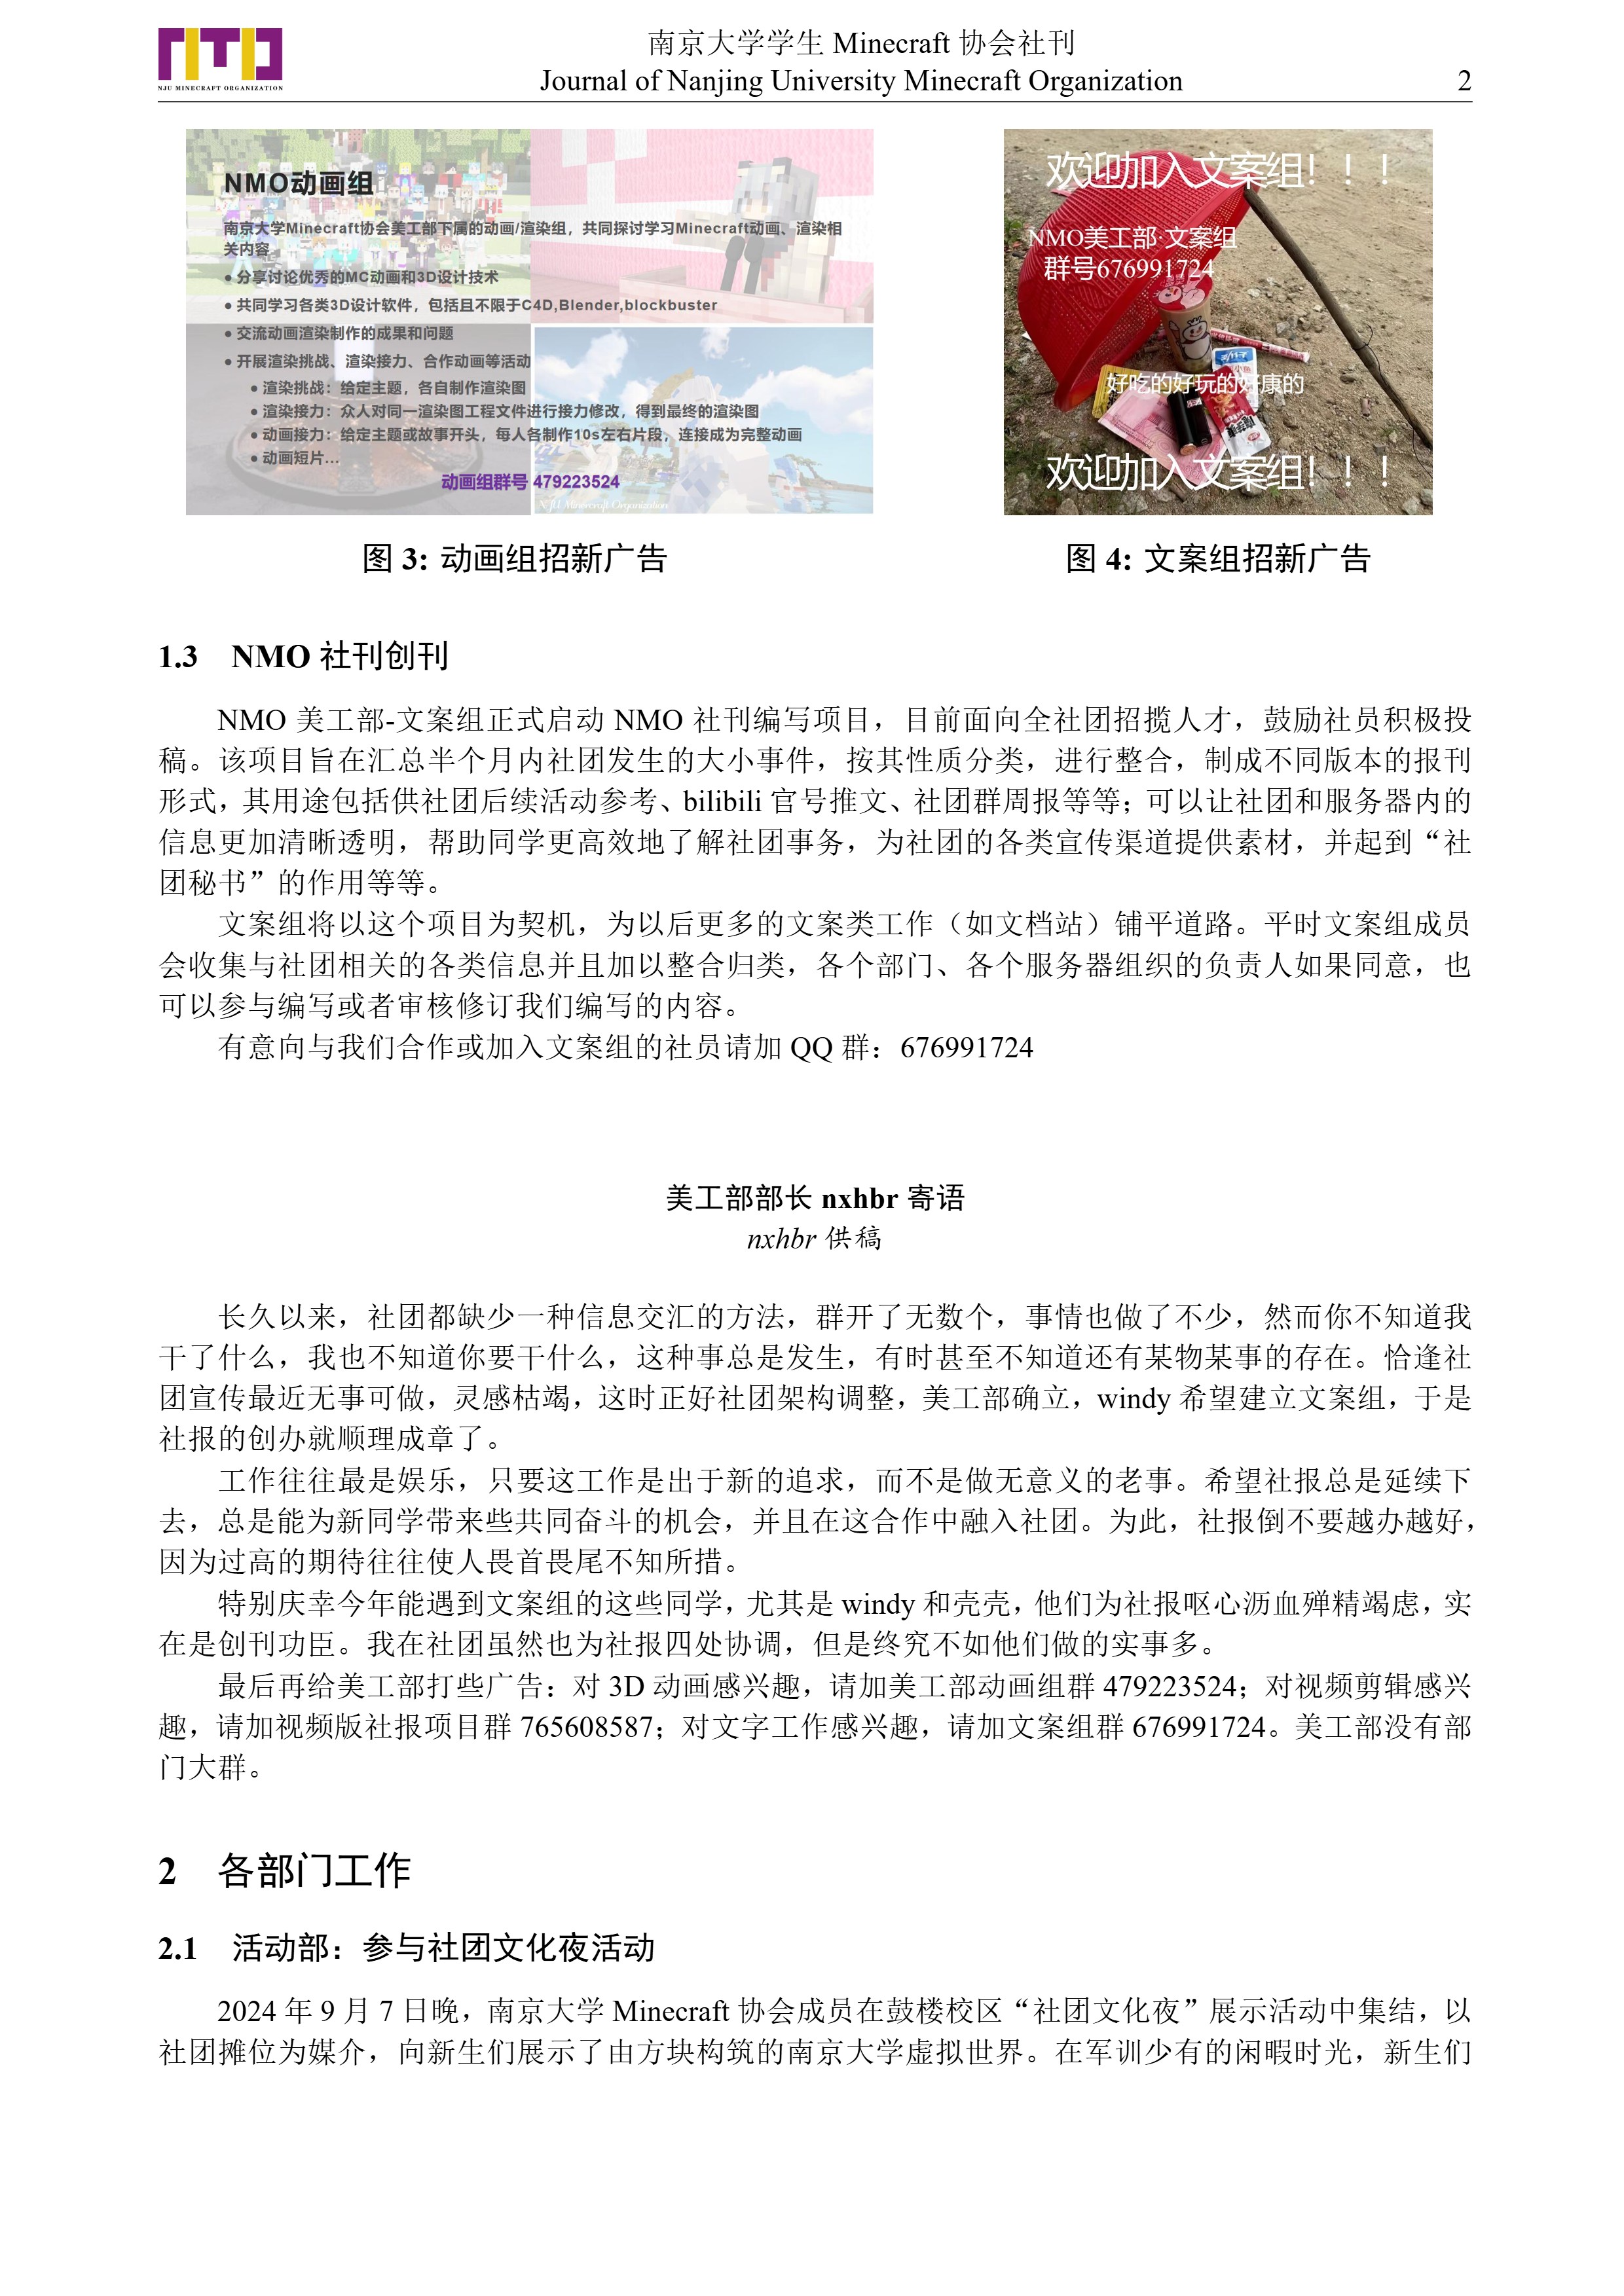 NJU MINECRAFT ORGANIZATION
南京大学学生 Minecraft 协会社刊
Journal of Nanjing University Minecraft Organization
2
NMO动画组
南京大学Minecraft协会美工部下属的动画/渲染组，共同探讨学习Minecraft动画、渲染相
关内容
● 分享讨论优秀的MC动画和3D设计技术
● 共同学习各类3D设计软件，包括且不限于C4D,Blender,blockbuster
● 交流动画渲染制作的成果和问题
● 开展渲染挑战、渲染接力、合作动画等活动
● 渲染挑战：给定主题，各自制作渲染图
● 渲染接力：众人对同一渲染图工程文件进行接力修改，得到最终的渲染图
● 动画接力：给定主题或故事开头，每人各制作10s左右片段，连接成为完整动画
● 动画短片...
动画组群号 479223524
NJU Minecraft Organization
图 3: 动画组招新广告
欢迎加入文案组！！！
NMO美工部·文案组
群号676991724
好吃的好玩的好康的
欢迎加入文案组！！！
图 4: 文案组招新广告
1.3 NMO 社刊创刊
NMO 美工部-文案组正式启动 NMO 社刊编写项目，目前面向全社团招揽人才，鼓励社员积极投
稿。该项目旨在汇总半个月内社团发生的大小事件，按其性质分类，进行整合，制成不同版本的报刊
形式，其用途包括供社团后续活动参考、bilibili 官号推文、社团群周报等等；可以让社团和服务器内的
信息更加清晰透明，帮助同学更高效地了解社团事务，为社团的各类宣传渠道提供素材，并起到“社
团秘书”的作用等等。
文案组将以这个项目为契机，为以后更多的文案类工作（如文档站）铺平道路。平时文案组成员
会收集与社团相关的各类信息并且加以整合归类，各个部门、各个服务器组织的负责人如果同意，也
可以参与编写或者审核修订我们编写的内容。
有意向与我们合作或加入文案组的社员请加 QQ 群：676991724
美工部部长 nxhbr 寄语
nxhbr 供稿
长久以来，社团都缺少一种信息交汇的方法，群开了无数个，事情也做了不少，然而你不知道我
干了什么，我也不知道你要干什么，这种事总是发生，有时甚至不知道还有某物某事的存在。恰逢社
团宣传最近无事可做，灵感枯竭，这时正好社团架构调整，美工部确立，windy 希望建立文案组，于是
社报的创办就顺理成章了。
工作往往最是娱乐，只要这工作是出于新的追求，而不是做无意义的老事。希望社报总是延续下
去，总是能为新同学带来些共同奋斗的机会，并且在这合作中融入社团。为此，社报倒不要越办越好，
因为过高的期待往往使人畏首畏尾不知所措。
特别庆幸今年能遇到文案组的这些同学，尤其是 windy 和壳壳，他们为社报呕心沥血殚精竭虑，实
在是创刊功臣。我在社团虽然也为社报四处协调，但是终究不如他们做的实事多。
最后再给美工部打些广告：对 3D 动画感兴趣，请加美工部动画组群 479223524；对视频剪辑感兴
趣，请加视频版社报项目群 765608587；对文字工作感兴趣，请加文案组群 676991724。美工部没有部
门大群。
2 各部门工作
2.1 活动部：参与社团文化夜活动
2024 年 9 月 7 日晚，南京大学 Minecraft 协会成员在鼓楼校区“社团文化夜”展示活动中集结，以
社团摊位为媒介，向新生们展示了由方块构筑的南京大学虚拟世界。在军训少有的闲暇时光，新生们